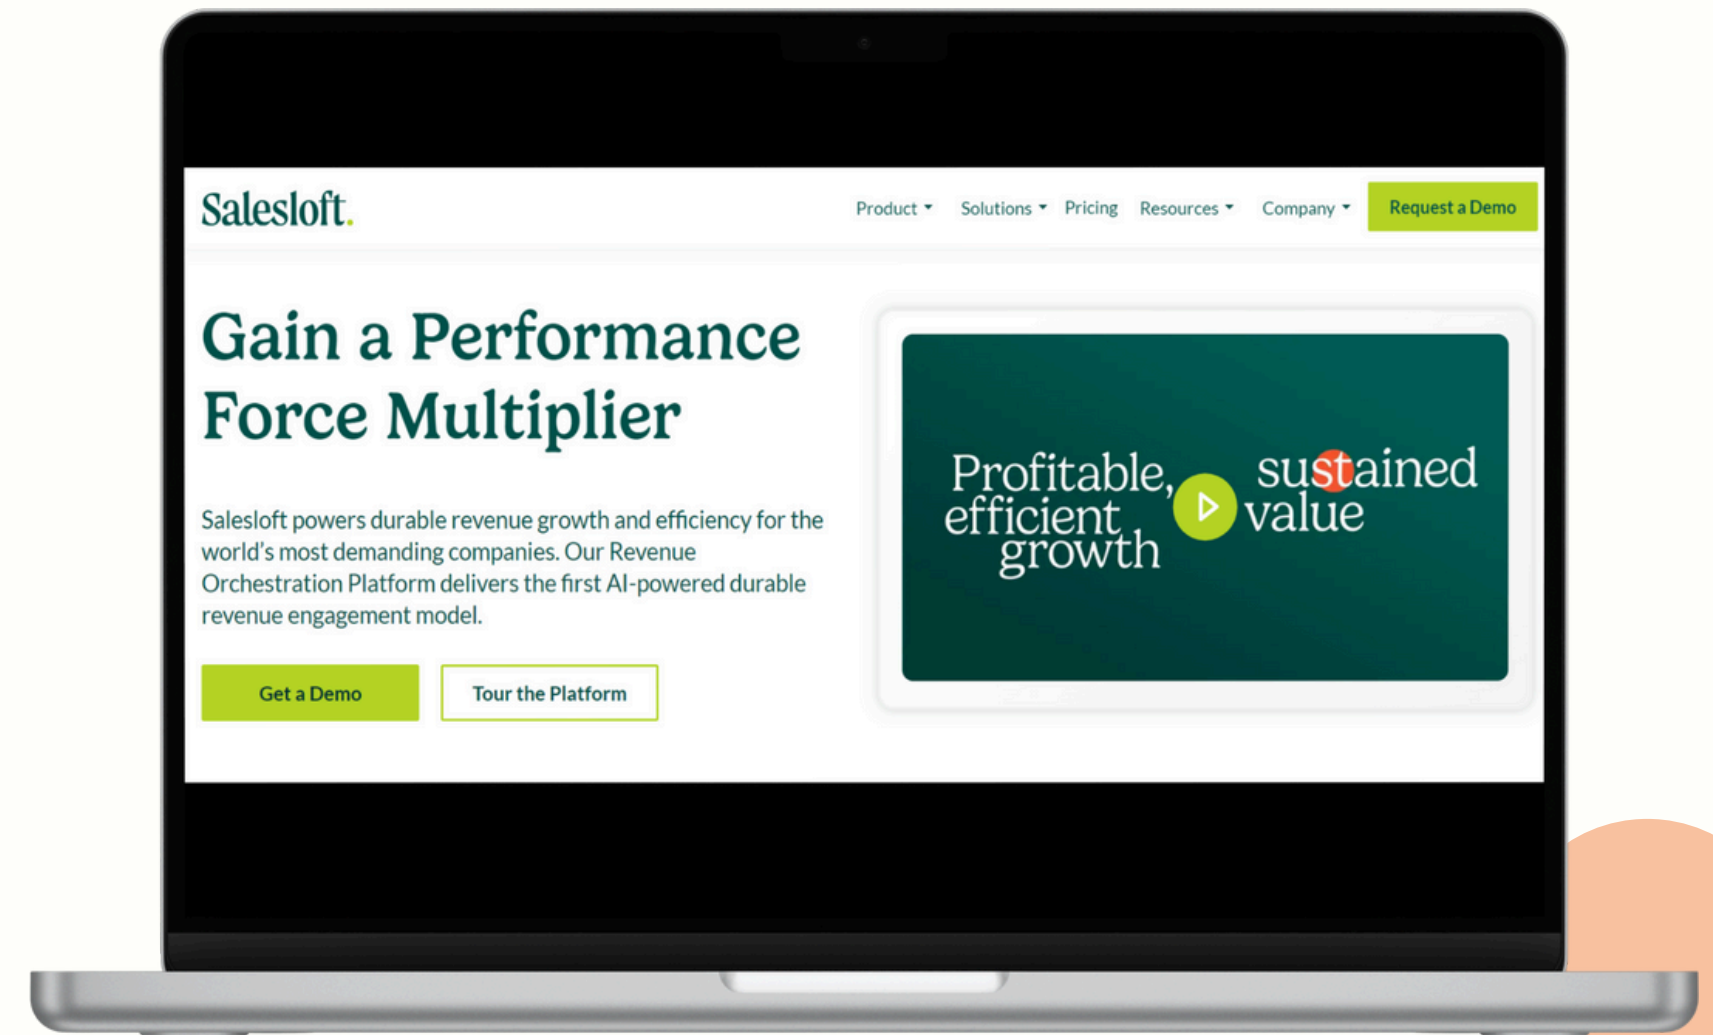 Salesloft.
Product Solutions Pricing Resources Company Request a Demo
Gain a Performance
Force Multiplier
Salesloft powers durable revenue growth and efficiency for the
world's most demanding companies. Our Revenue
Orchestration Platform delivers the first AI-powered durable
revenue engagement model.
Get a Demo Tour the Platform
Profitable,
efficient
growth
sustained
value